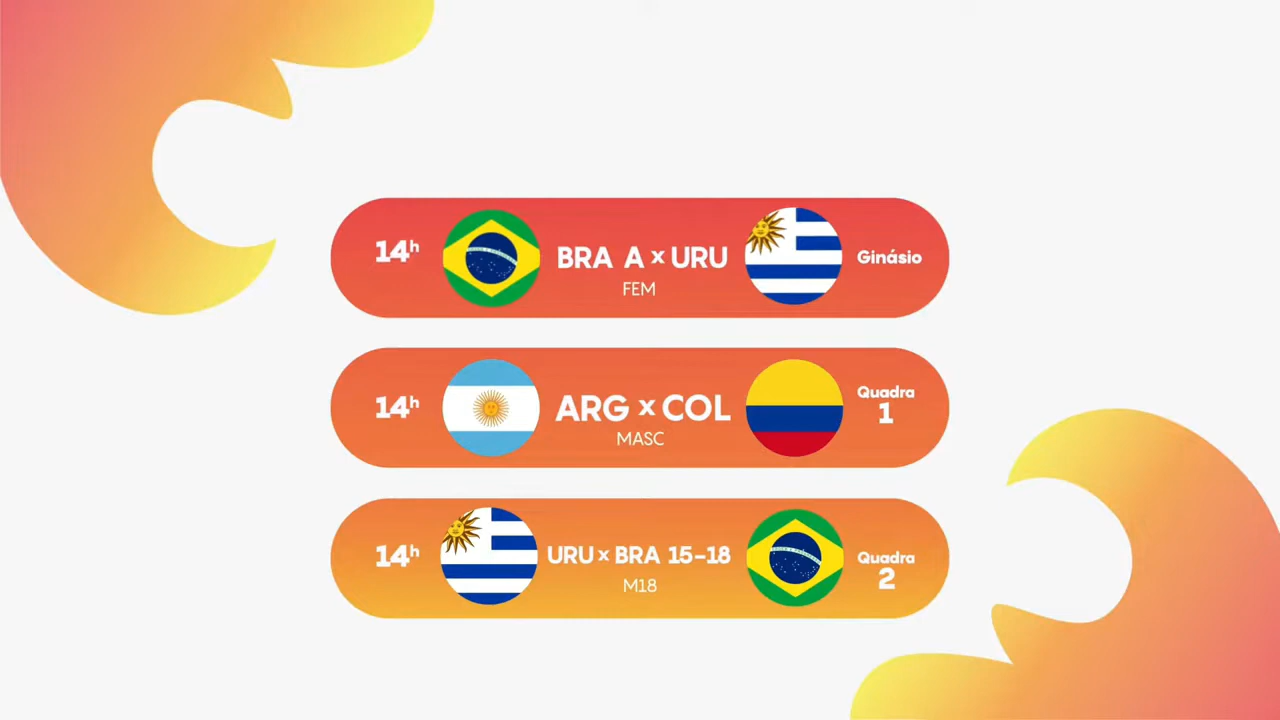 14h BRA A x URU Ginásio
FEM
14h ARG x COL Quadra 1
MASC
14h URU x BRA 15-18 Quadra 2
M18